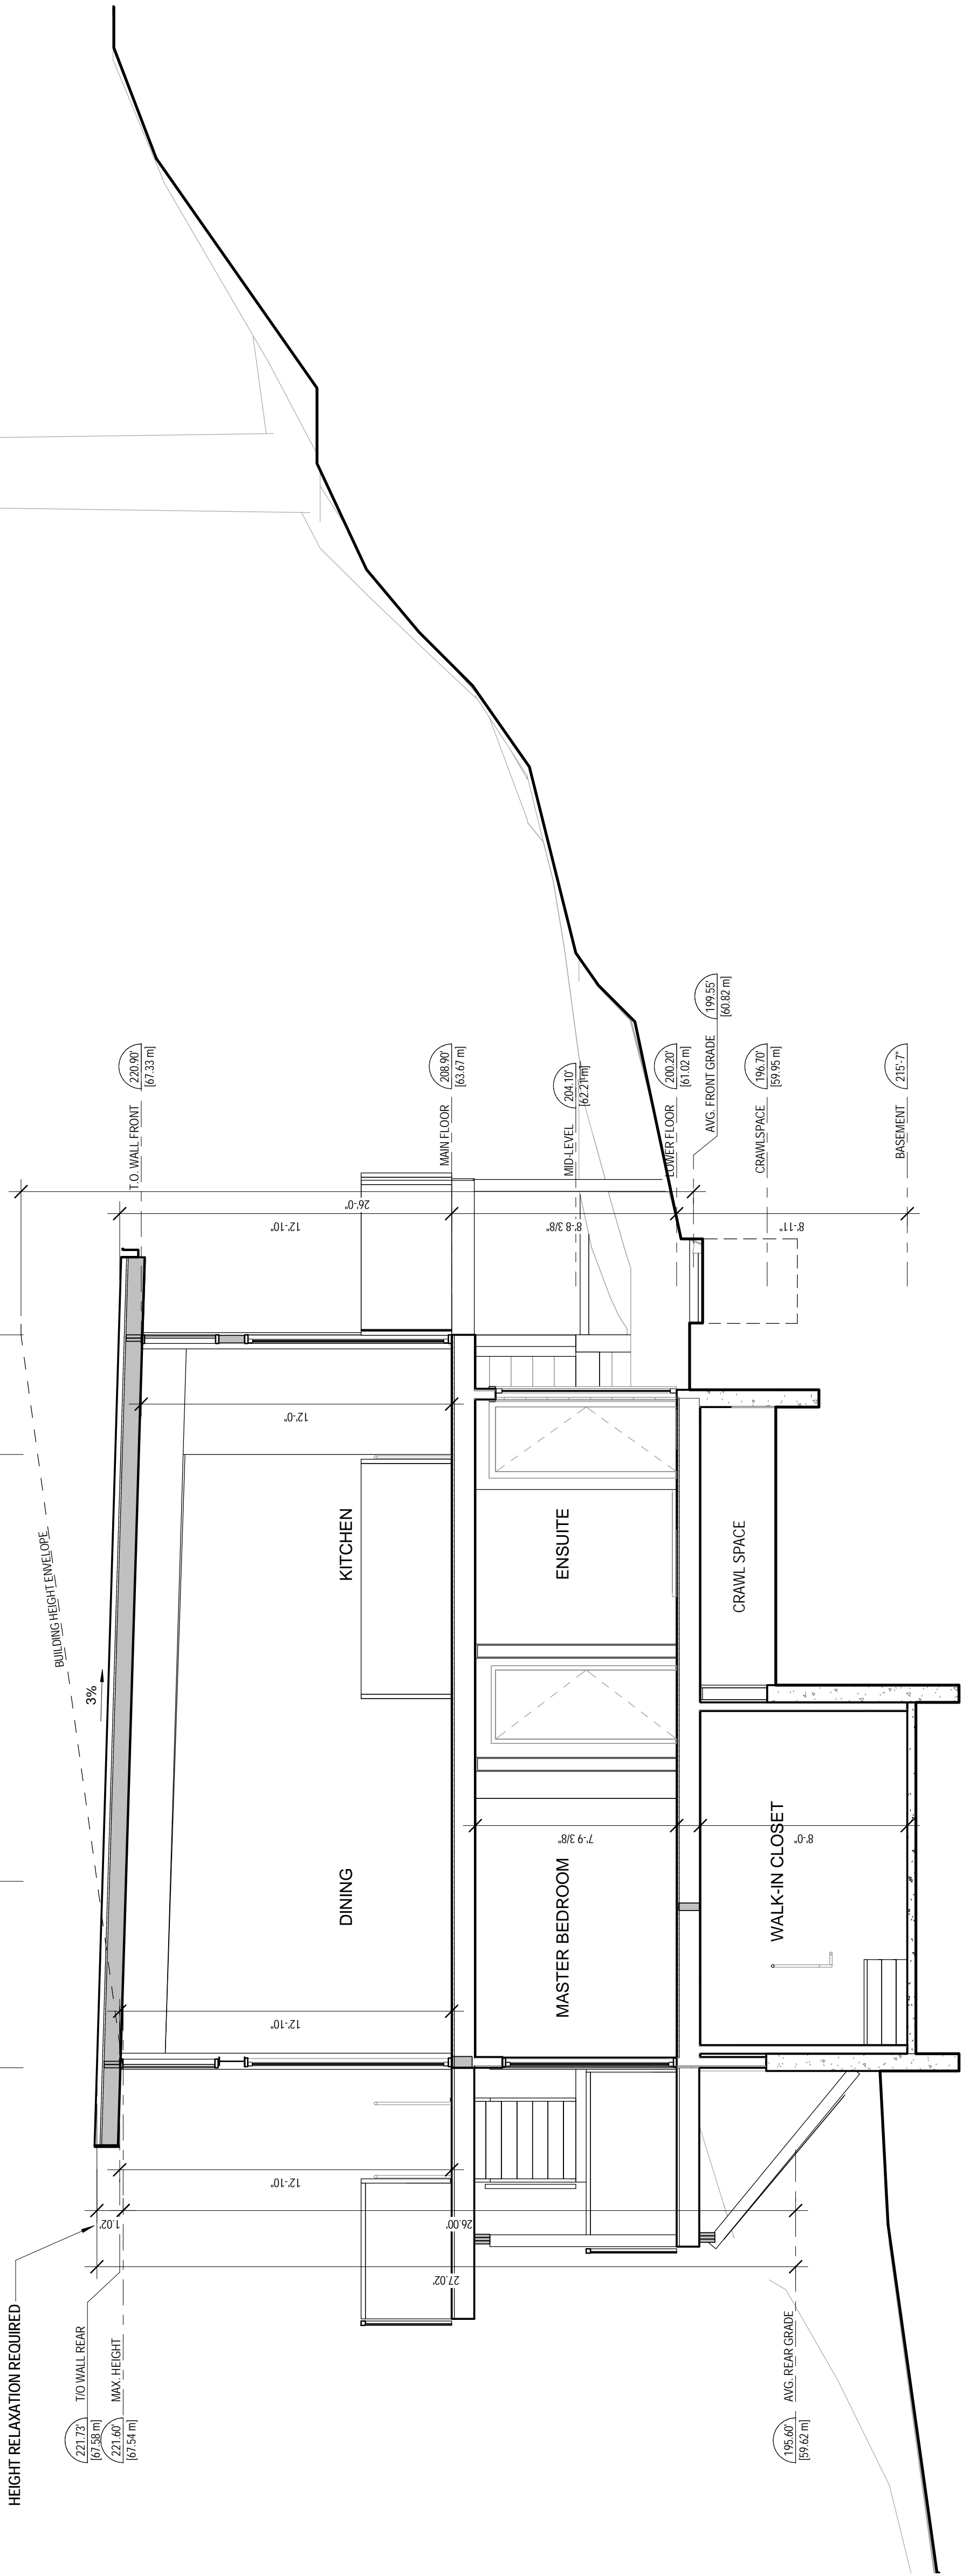 HEIGHT RELAXATION REQUIRED
221.73'
[67.58 m]
T/O WALL REAR
221.60'
[67.54 m]
MAX. HEIGHT
195.60'
[59.62 m]
AVG. REAR GRADE
1.02'
26.00'
27.02'
12'-10"
12'-10"
3%
BUILDING HEIGHT ENVELOPE
DINING
KITCHEN
12'-0"
MASTER BEDROOM
ENSUITE
7'-9 3/8"
WALK-IN CLOSET
8'-0"
CRAWL SPACE
26'-0"
12'-10"
8'-8 3/8"
8'-11"
T.O. WALL FRONT
220.90'
[67.33 m]
MAIN FLOOR
208.90'
[63.67 m]
MID-LEVEL
204.10'
[62.21 m]
LOWER FLOOR
200.20'
[61.02 m]
AVG. FRONT GRADE
199.55'
[60.82 m]
CRAWLSPACE
196.70'
[59.95 m]
BASEMENT
215'-7"